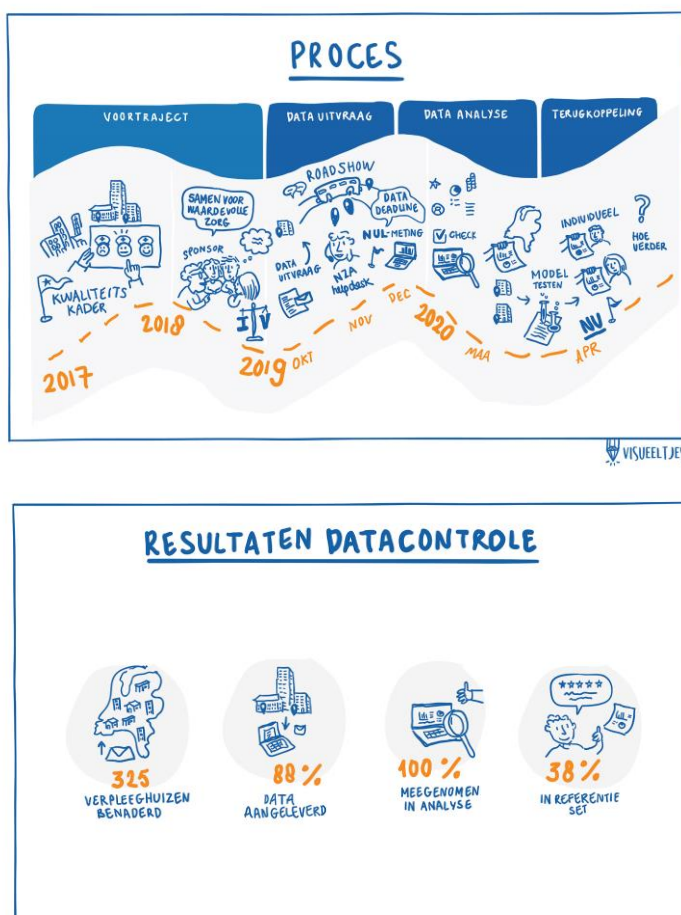 PROCES
VOORTRAJECT
DATA UITVRAAG
DATA ANALYSE
TERUGKOPPELING
KWALITEITS
KADER
SAMEN VOOR
WAARDEVOLLE
ZORG
SPONSOR
I V
ROADSHOW
DATA
DEADLINE
DATA
UITVRAAG
NZA
helpdesk
NUL-METING
CHECK
MODEL
TESTEN
INDIVIDUEEL
HOE
VERDER
NU
2017
2018
2019
OKT
NOV
DEC
2020
MAA
APR
VISUEELTJES
RESULTATEN DATACONTROLE
325
VERPLEEGHUIZEN
BENADERD
88%
DATA
AANGELEVERD
100 %
MEEGENOMEN
IN ANALYSE
38%
IN REFERENTIE
SET